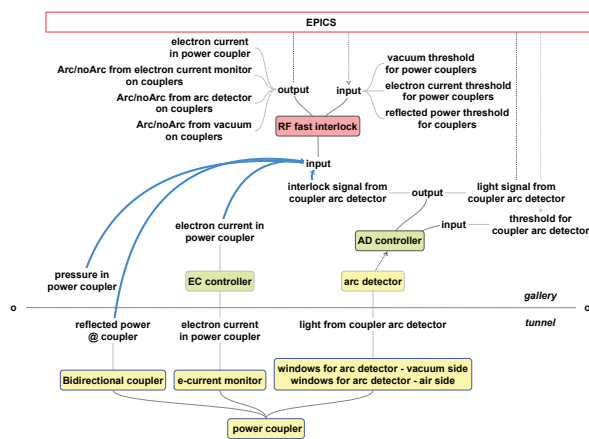 EPICS
electron current
in power coupler
Arc/noArc from electron current monitor
on couplers
Arc/noArc from arc detector
on couplers
Arc/noArc from vacuum
on couplers
output
input
vacuum threshold
for power couplers
electron current threshold
for power couplers
reflected power threshold
for couplers
RF fast interlock
input
interlock signal from
coupler arc detector
output
light signal from
coupler arc detector
input
threshold for
coupler arc detector
electron current in
power coupler
AD controller
pressure in
power coupler
EC controller
arc detector
gallery
o
o
tunnel
reflected power
@ coupler
electron current
in power coupler
light from coupler arc detector
Bidirectional coupler
e-current monitor
windows for arc detector - vacuum side
windows for arc detector - air side
power coupler